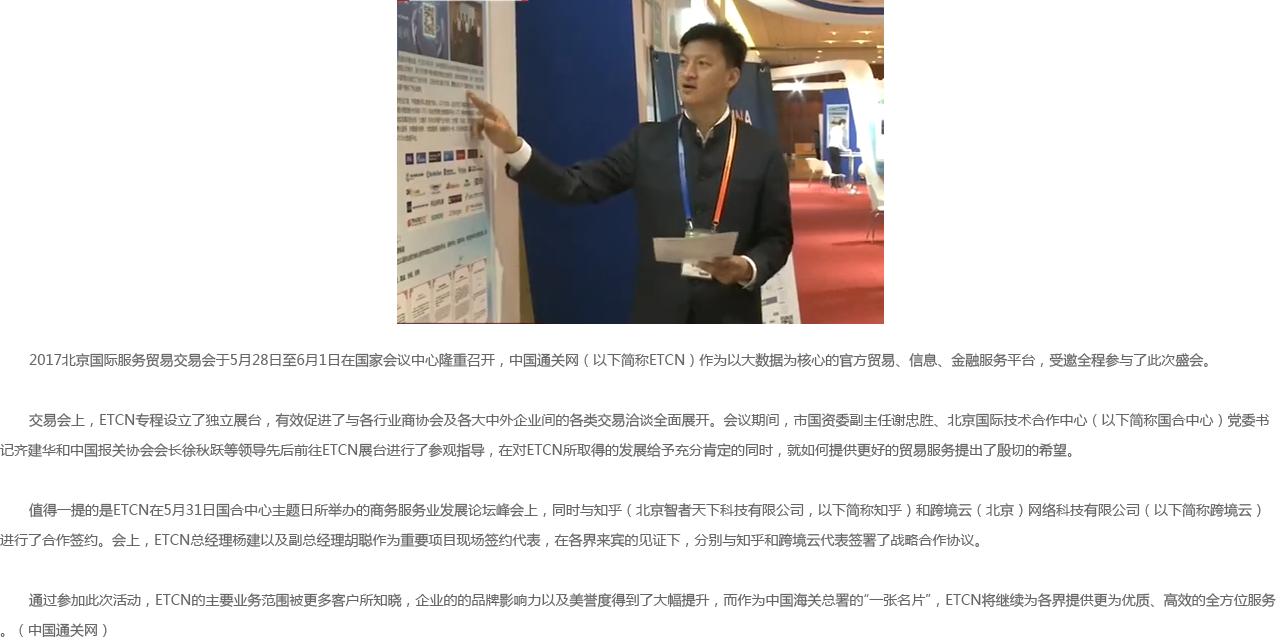 NA
2017北京国际服务贸易交易会于5月28日至6月1日在国家会议中心隆重召开，中国通关网（以下简称ETCN）作为以大数据为核心的官方贸易、信息、金融服务平台，受邀全程参与了此次盛会。
交易会上，ETCN专程设立了独立展台，有效促进了与各行业商协会及各大中外企业间的各类交易洽谈全面展开。会议期间，市国资委副主任谢忠胜、北京国际技术合作中心（以下简称国合中心）党委书
记齐建华和中国报关协会会长徐秋跃等领导先后前往ETCN展台进行了参观指导，在对ETCN所取得的发展给予充分肯定的同时，就如何提供更好的贸易服务提出了殷切的希望。
值得一提的是ETCN在5月31日国合中心主题日所举办的商务服务业发展论坛峰会上，同时与知乎（北京智者天下科技有限公司，以下简称知乎）和跨境云（北京）网络科技有限公司（以下简称跨境云）
进行了合作签约。会上，ETCN总经理杨建以及副总经理胡聪作为重要项目现场签约代表，在各界来宾的见证下，分别与知乎和跨境云代表签署了战略合作协议。
通过参加此次活动，ETCN的主要业务范围被更多客户所知晓，企业的的品牌影响力以及美誉度得到了大幅提升，而作为中国海关总署的“一张名片”，ETCN将继续为各界提供更为优质、高效的全方位服务
。（中国通关网）